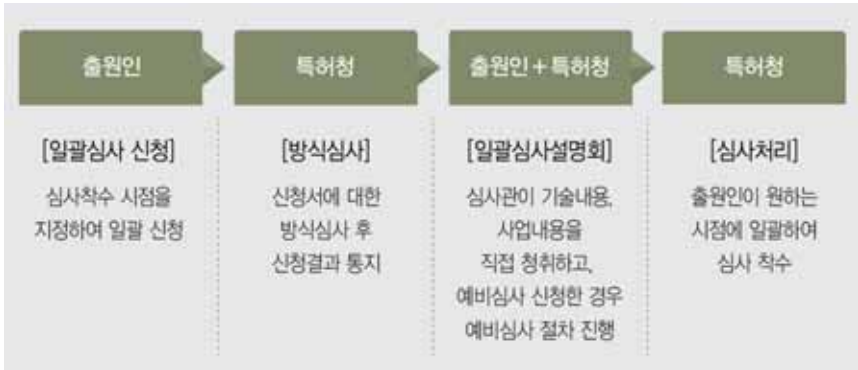 출원인
특허청
출원인+특허청
특허청
[일괄심사 신청]
심사착수 시점을
지정하여 일괄 신청
[방식심사]
신청서에 대한
방식심사 후
신청결과 통지
[일괄심사설명회]
심사관이 기술내용,
사업내용을
직접 청취하고,
예비심사 신청한 경우
예비심사 절차 진행
[심사처리]
출원인이 원하는
시점에 일괄하여
심사 착수